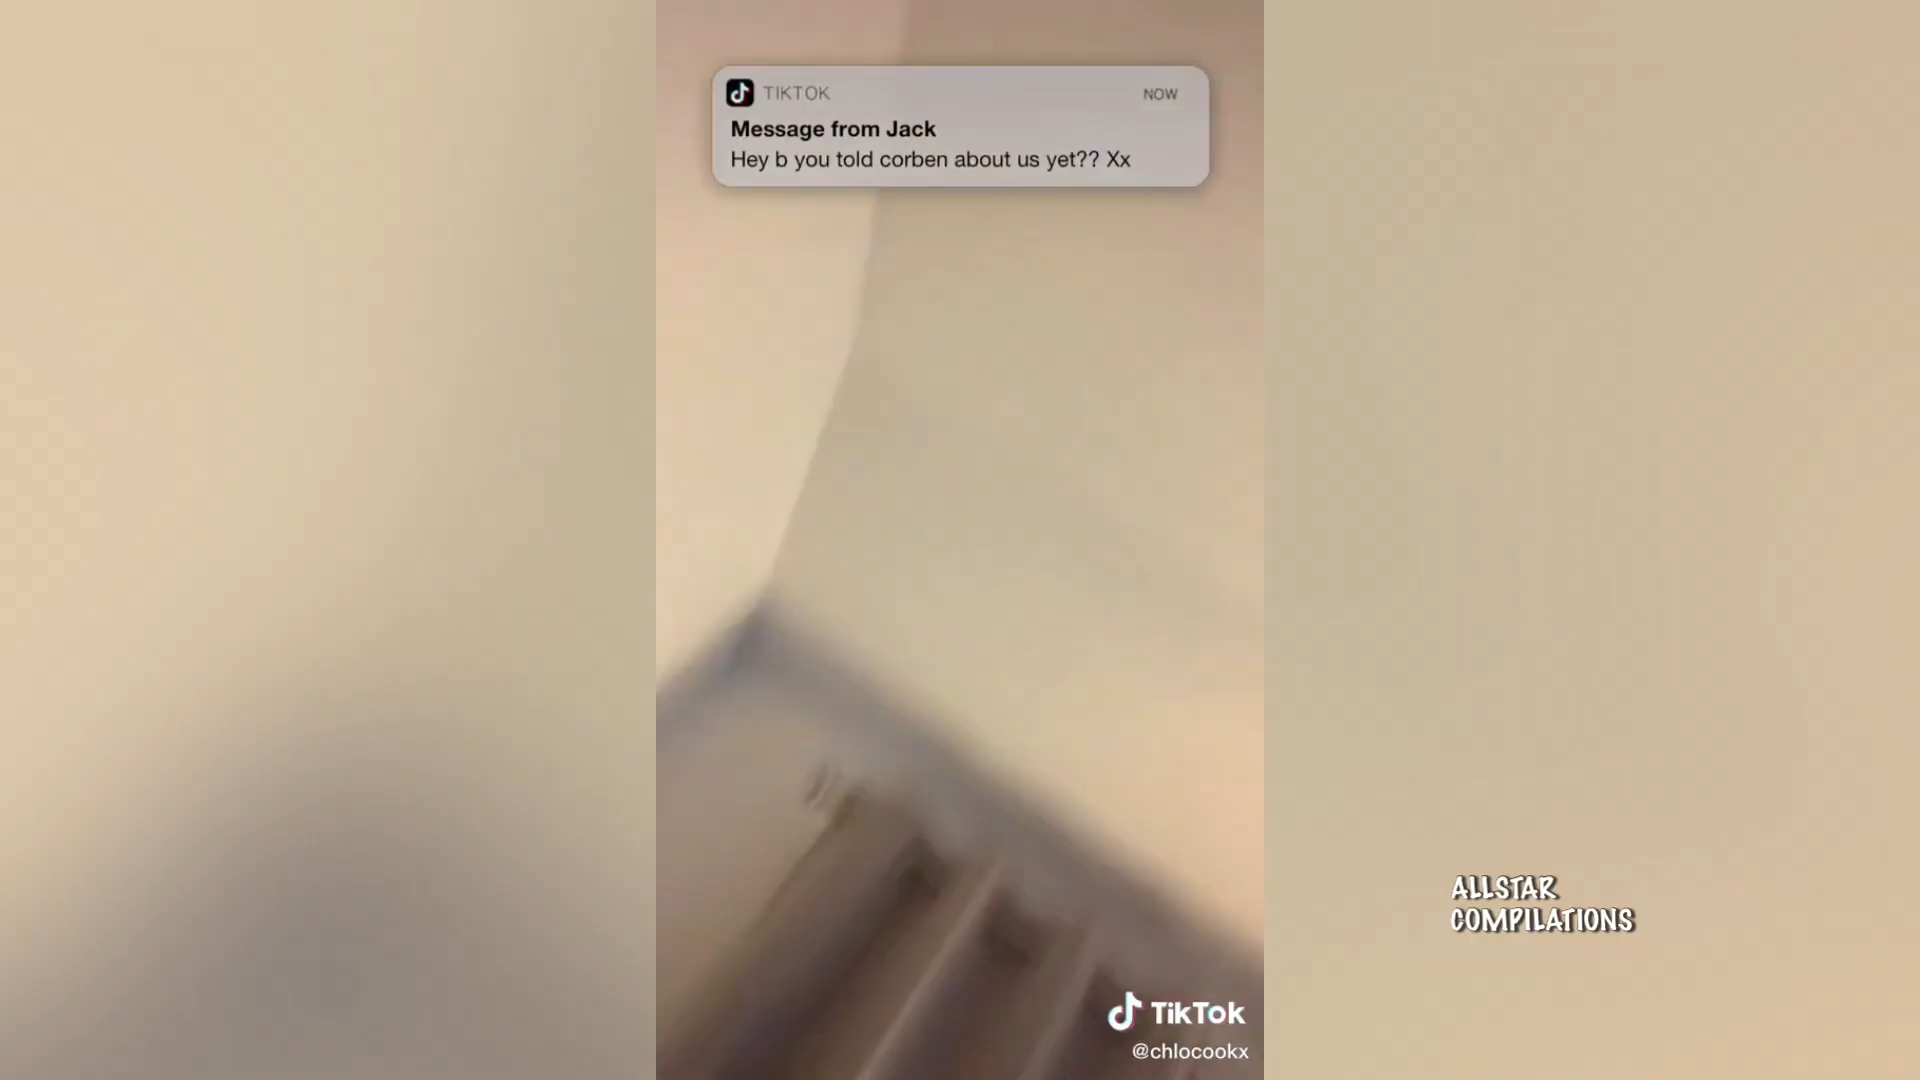 TIKTOK
NOW
Message from Jack
Hey b you told corben about us yet?? Xx
ALLSTAR
COMPILATIONS
TikTok
@chlocookx